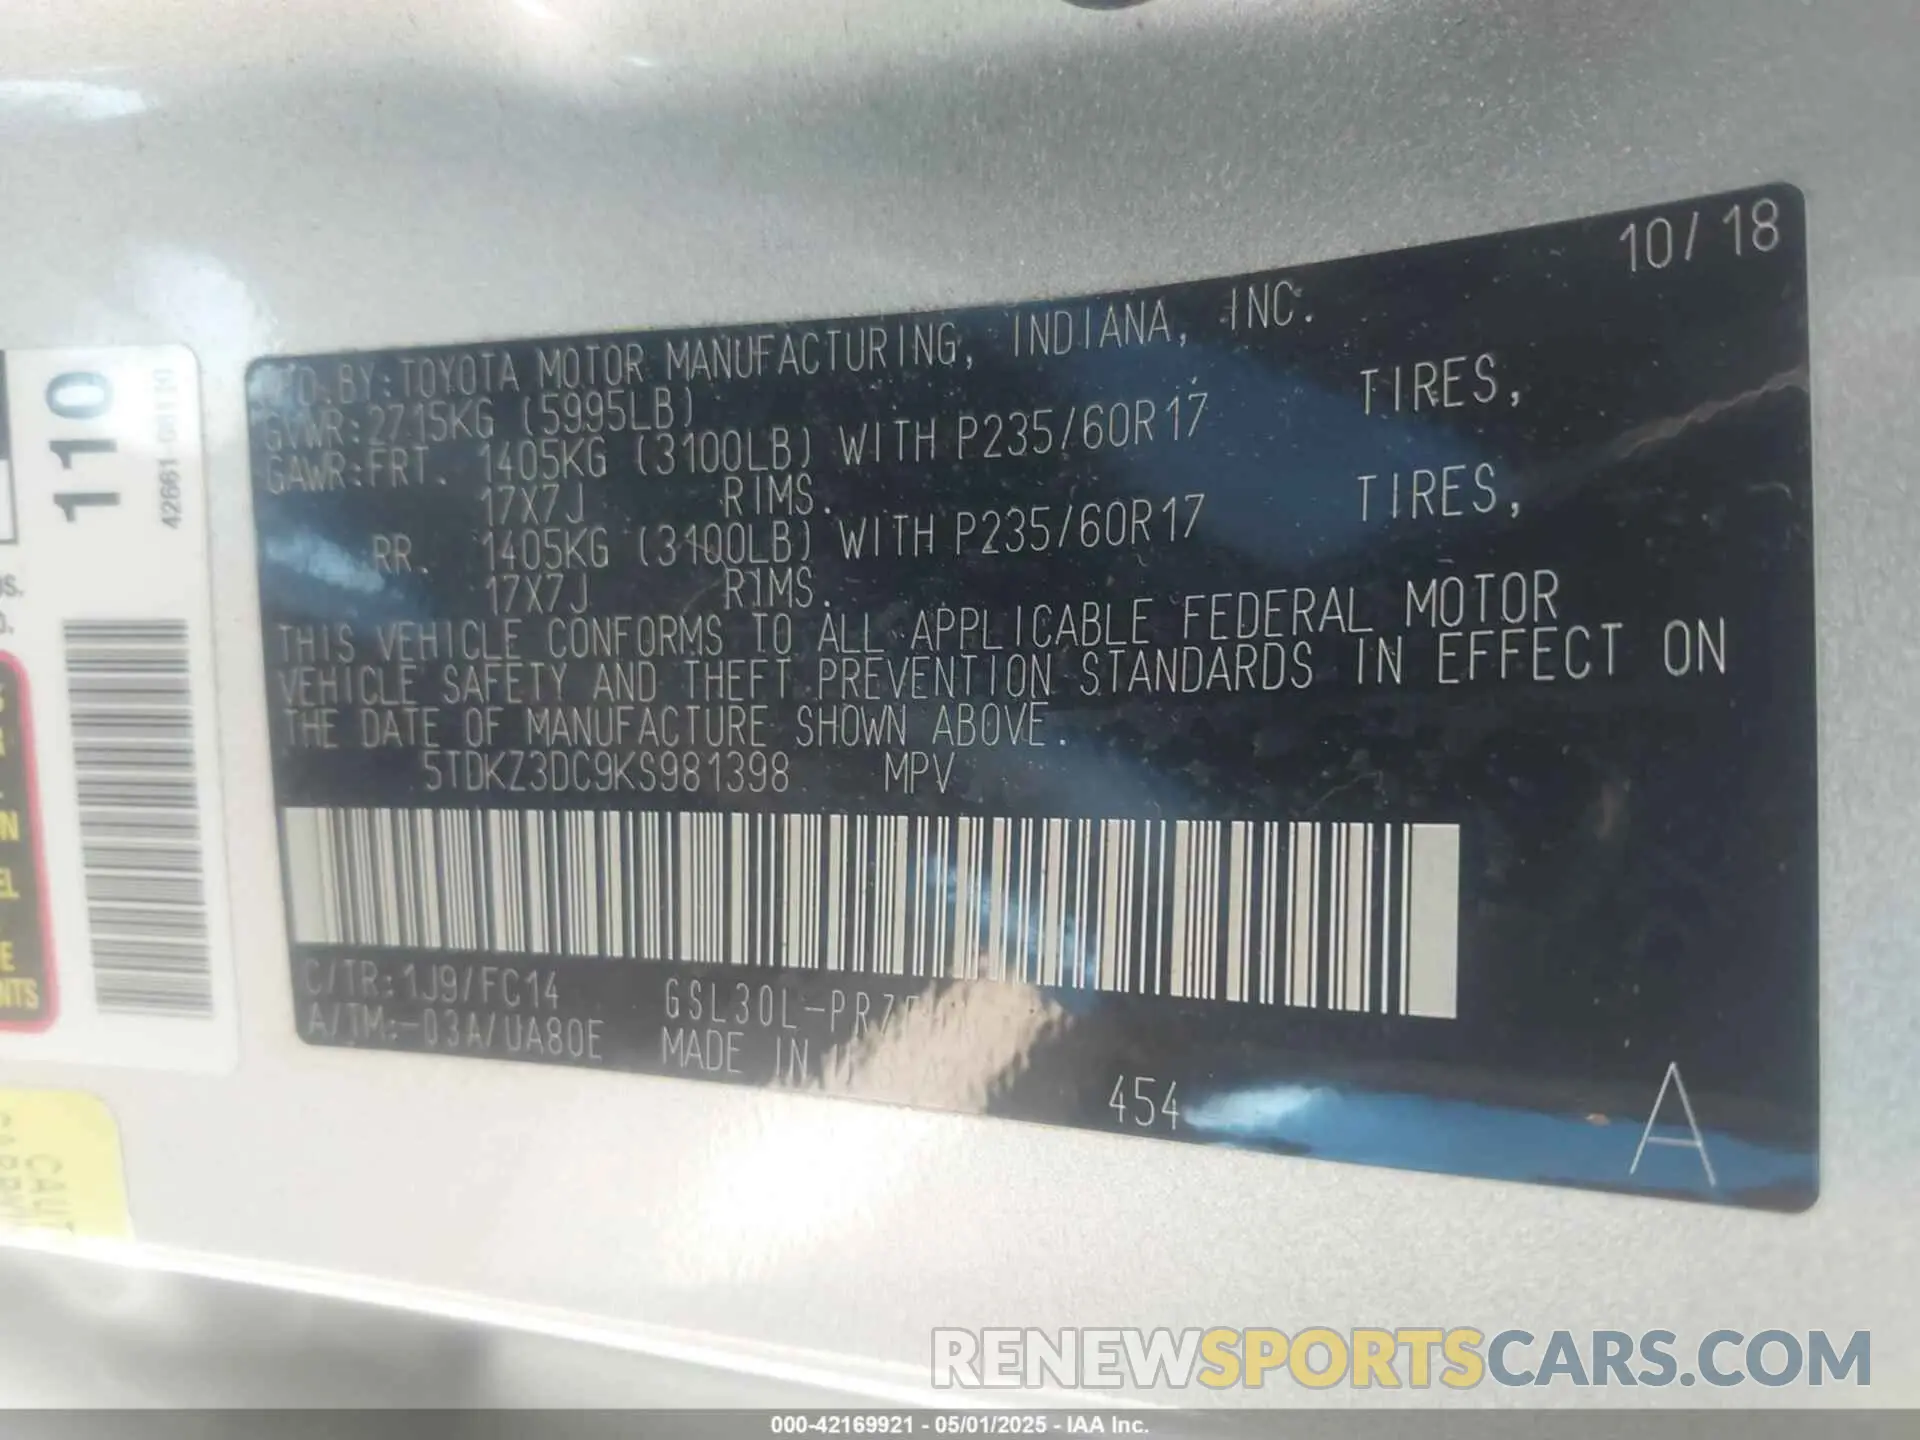 10/18
MFD.BY:TOYOTA MOTOR MANUFACTURING, INDIANA, INC.
GVWR:2715KG (5995LB)
GAWR:FRT. 1405KG (3100LB) WITH P235/60R17 TIRES,
17X7J RIMS.
RR. 1405KG (3100LB) WITH P235/60R17 TIRES,
17X7J RIMS.
THIS VEHICLE CONFORMS TO ALL APPLICABLE FEDERAL MOTOR
VEHICLE SAFETY AND THEFT PREVENTION STANDARDS IN EFFECT ON
THE DATE OF MANUFACTURE SHOWN ABOVE.
5TDKZ3DC9KS981398 MPV
C/TR:1J9/FC14
A/TM:-03A/UA80E
MADE IN
454
A
110
RENEWSPORTSCARS.COM
000-42169921 - 05/01/2025 - IAA Inc.